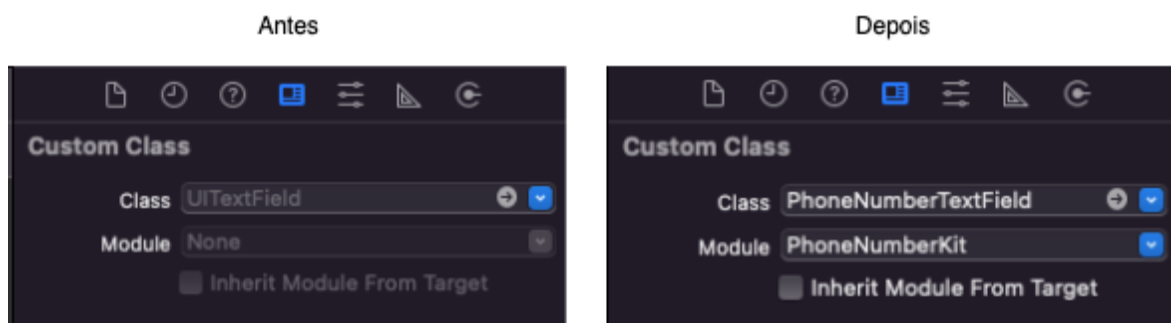 Antes
Custom Class
Class UITextField
Module None
Inherit Module From Target
Depois
Custom Class
Class PhoneNumberTextField
Module PhoneNumberKit
Inherit Module From Target